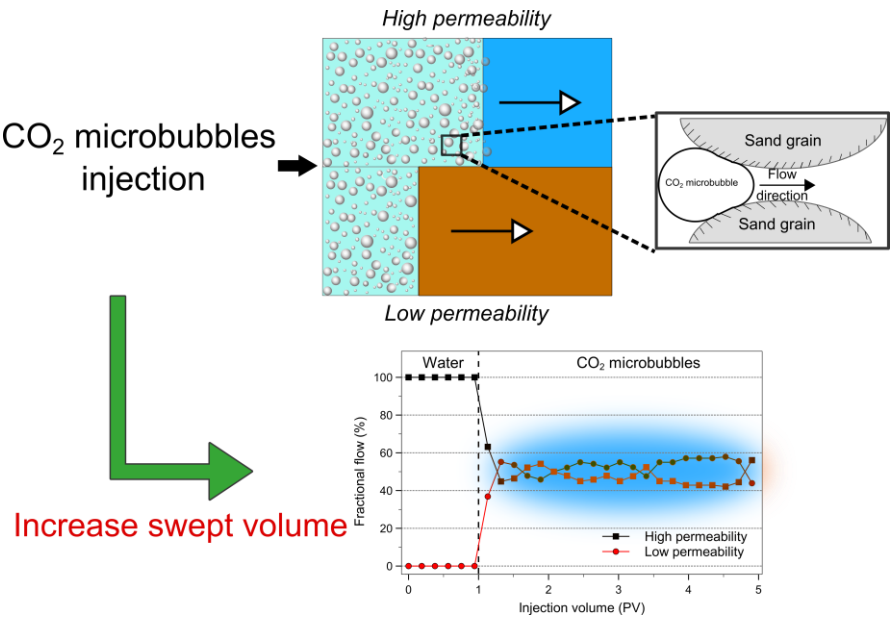 High permeability
CO₂ microbubbles
injection
Sand grain
CO₂ microbubble
Flow
direction
Sand grain
Low permeability
Increase swept volume
Water
CO₂ microbubbles
Fractional flow (%)
100
80
60
40
20
0
High permeability
Low permeability
0 1 2 3 4 5
Injection volume (PV)